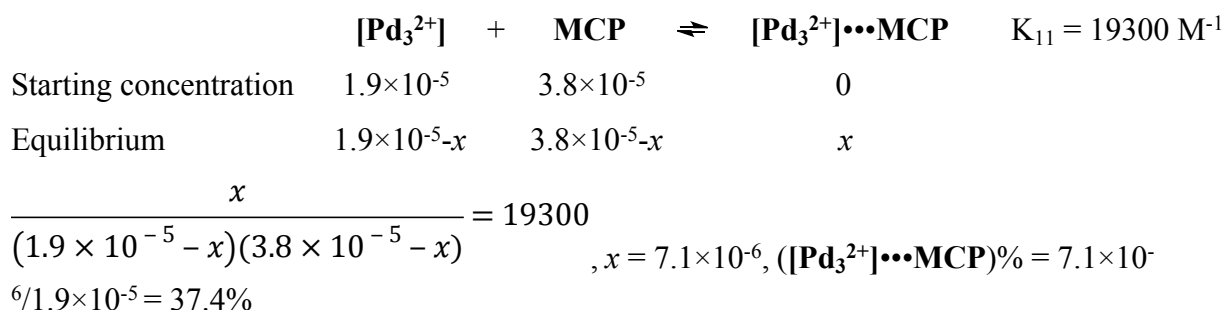 [Pd₃²⁺] + MCP ⇌ [Pd₃²⁺]•••MCP K₁₁ = 19300 M⁻¹
Starting concentration 1.9×10⁻⁵ 3.8×10⁻⁵ 0
Equilibrium 1.9×10⁻⁵-x 3.8×10⁻⁵-x x
x
(1.9 × 10⁻⁵ – x)(3.8 × 10⁻⁵ – x) = 19300
, x = 7.1×10⁻⁶, ([Pd₃²⁺]•••MCP)% = 7.1×10⁻
⁶/1.9×10⁻⁵ = 37.4%